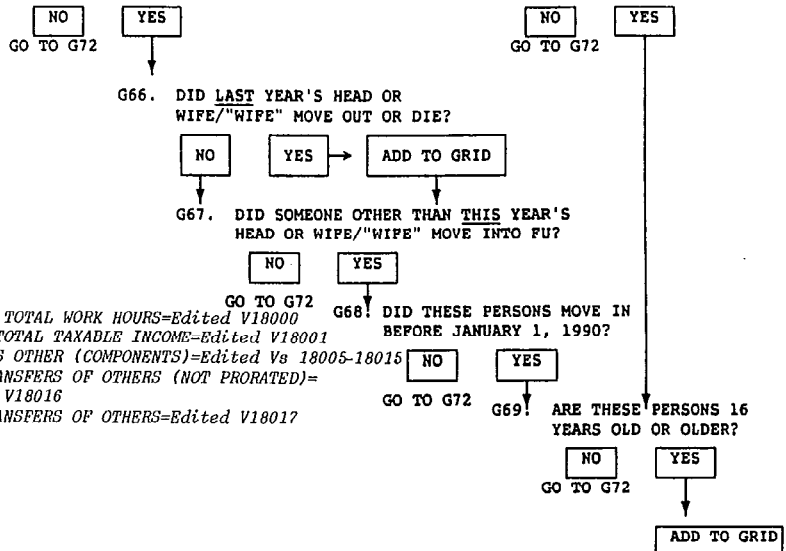 NO YES NO YES
GO TO G72 GO TO G72
G66. DID LAST YEAR'S HEAD OR
WIFE/"WIFE" MOVE OUT OR DIE?
NO YES ADD TO GRID
G67. DID SOMEONE OTHER THAN THIS YEAR'S
HEAD OR WIFE/"WIFE" MOVE INTO FU?
NO YES
GO TO G72
G68. DID THESE PERSONS MOVE IN
BEFORE JANUARY 1, 1990?
TOTAL WORK HOURS=Edited V18000
TOTAL TAXABLE INCOME=Edited V18001
OTHER (COMPONENTS)=Edited Vs 18005-18015
OF OTHERS (NOT PRORATED)=
V18016
OF OTHERS=Edited V18017
NO YES
GO TO G72
G69. ARE THESE PERSONS 16
YEARS OLD OR OLDER?
NO YES
GO TO G72
ADD TO GRID